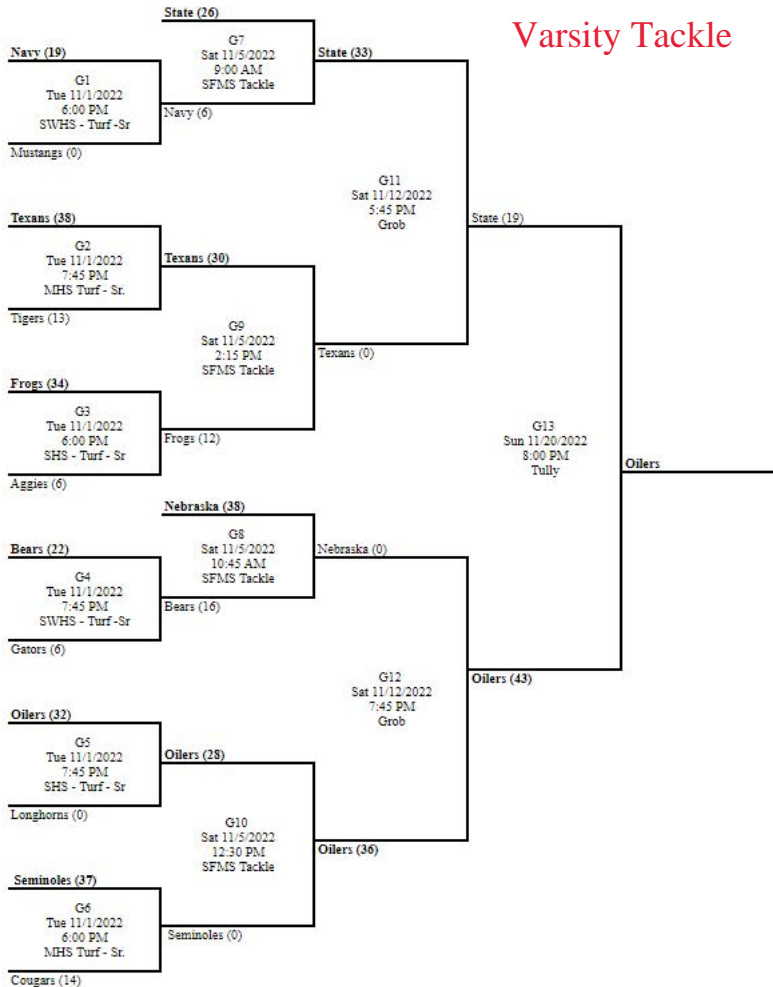 Varsity Tackle
State (26)
G7
Sat 11/5/2022
9:00 AM
SFMS Tackle
State (33)
Navy (19)
G1
Tue 11/1/2022
6:00 PM
SWHS - Turf -Sr
Navy (6)
Mustangs (0)
G11
Sat 11/12/2022
5:45 PM
Grob
State (19)
Texans (38)
G2
Tue 11/1/2022
7:45 PM
MHS Turf - Sr.
Texans (30)
Tigers (13)
G9
Sat 11/5/2022
2:15 PM
SFMS Tackle
Texans (0)
Frogs (34)
G3
Tue 11/1/2022
6:00 PM
SHS - Turf - Sr
Frogs (12)
Aggies (6)
G13
Sun 11/20/2022
8:00 PM
Tully
Oilers
Nebraska (38)
G8
Sat 11/5/2022
10:45 AM
SFMS Tackle
Nebraska (0)
Bears (22)
G4
Tue 11/1/2022
7:45 PM
SWHS - Turf -Sr
Bears (16)
Gators (6)
G12
Sat 11/12/2022
7:45 PM
Grob
Oilers (43)
Oilers (32)
G5
Tue 11/1/2022
7:45 PM
SHS - Turf - Sr
Oilers (28)
Longhorns (0)
G10
Sat 11/5/2022
12:30 PM
SFMS Tackle
Oilers (36)
Seminoles (37)
G6
Tue 11/1/2022
6:00 PM
MHS Turf - Sr.
Seminoles (0)
Cougars (14)